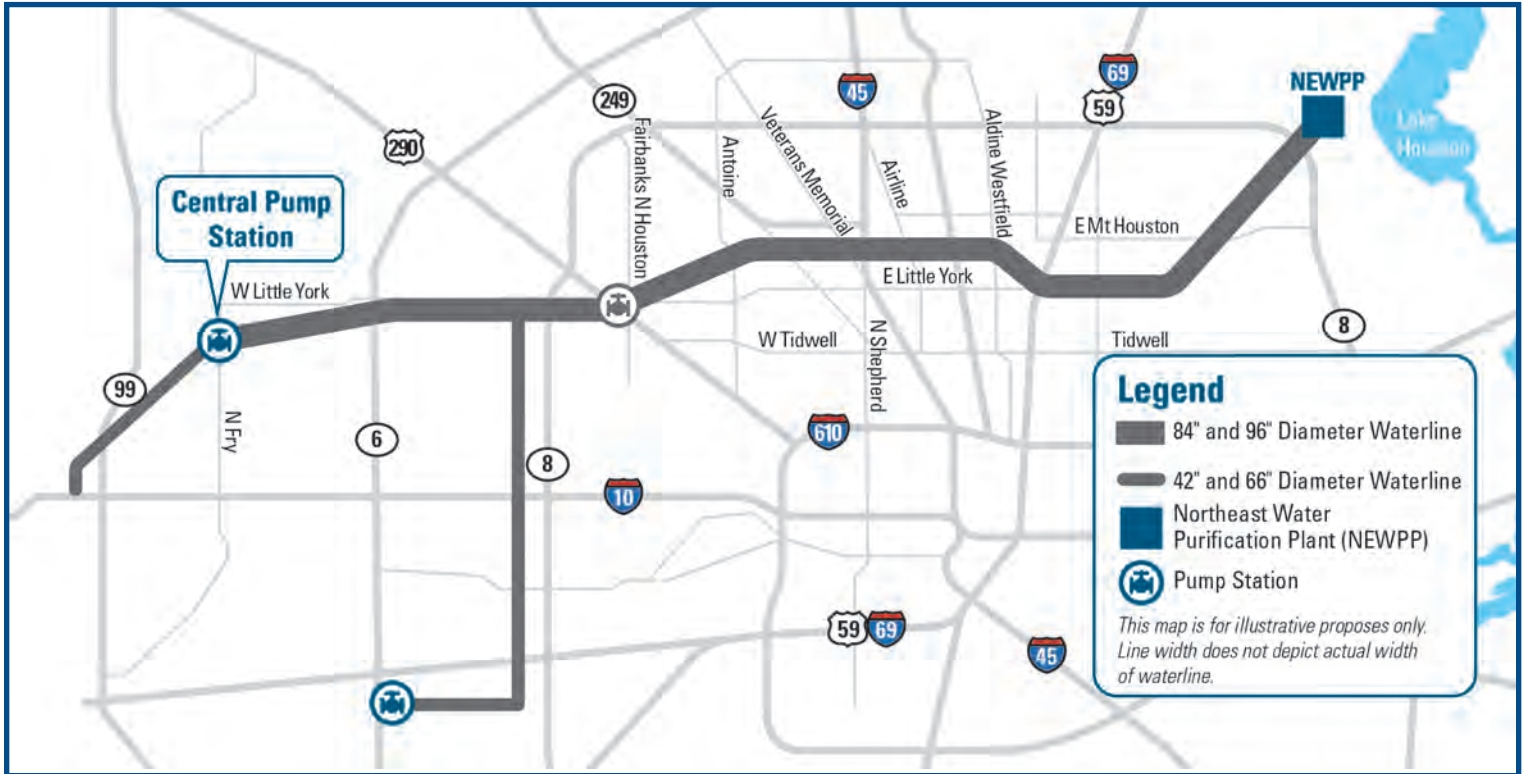 NEWPP
Lake
Houston
69
59
45
249
290
Fairbanks N Houston
Antoine
Veterans Memorial
Airline
Aldine Westfield
E Mt Houston
Central Pump
Station
W Little York
E Little York
8
W Tidwell
N Shepherd
Tidwell
99
N Fry
6
610
8
10
59
69
45
Legend
84" and 96" Diameter Waterline
42" and 66" Diameter Waterline
Northeast Water
Purification Plant (NEWPP)
Pump Station
This map is for illustrative proposes only.
Line width does not depict actual width
of waterline.